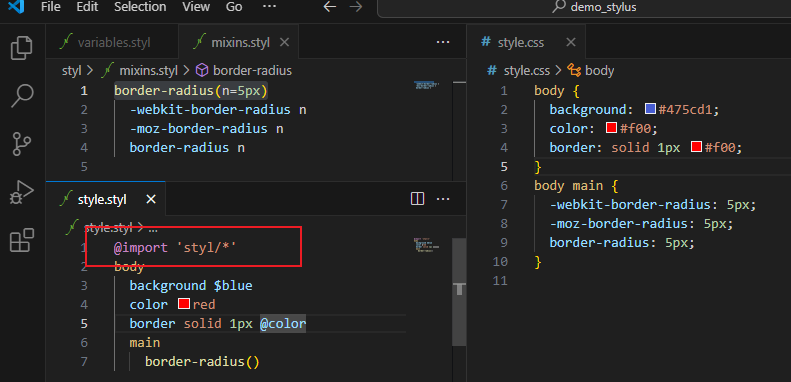 Edit Selection View Go ... demo_stylus
variables.styl mixins.styl ...
styl > mixins.styl > border-radius
1 border-radius(n=5px)
2 -webkit-border-radius n
3 -moz-border-radius n
4 border-radius n
5
style.styl ...
style.styl > ...
1 @import 'styl/*'
2 body
3 background $blue
4 color red
5 border solid 1px @color
6 main
7 border-radius()
style.css
# style.css > body
1 body {
2 background: #475cd1;
3 color: #f00;
4 border: solid 1px #f00;
5 }
6 body main {
7 -webkit-border-radius: 5px;
8 -moz-border-radius: 5px;
9 border-radius: 5px;
10 }
11